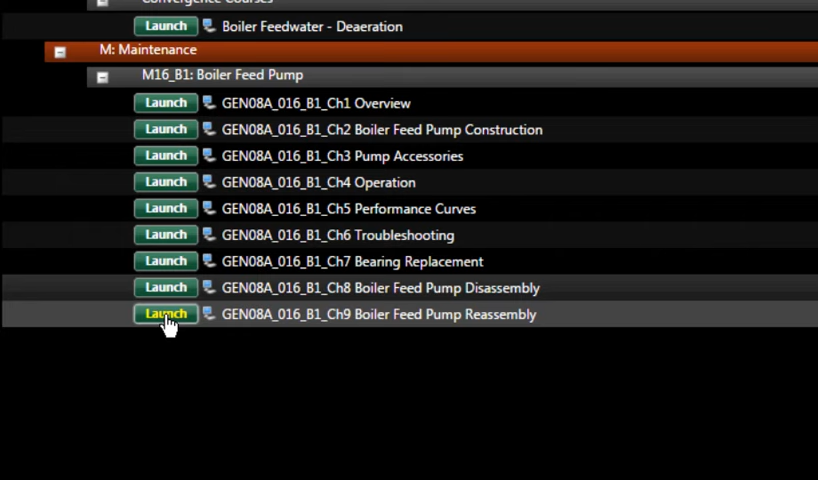 Convergence Courses
Launch Boiler Feedwater - Deaeration
M: Maintenance
M16_B1: Boiler Feed Pump
Launch GEN08A_016_B1_Ch1 Overview
Launch GEN08A_016_B1_Ch2 Boiler Feed Pump Construction
Launch GEN08A_016_B1_Ch3 Pump Accessories
Launch GEN08A_016_B1_Ch4 Operation
Launch GEN08A_016_B1_Ch5 Performance Curves
Launch GEN08A_016_B1_Ch6 Troubleshooting
Launch GEN08A_016_B1_Ch7 Bearing Replacement
Launch GEN08A_016_B1_Ch8 Boiler Feed Pump Disassembly
Launch GEN08A_016_B1_Ch9 Boiler Feed Pump Reassembly